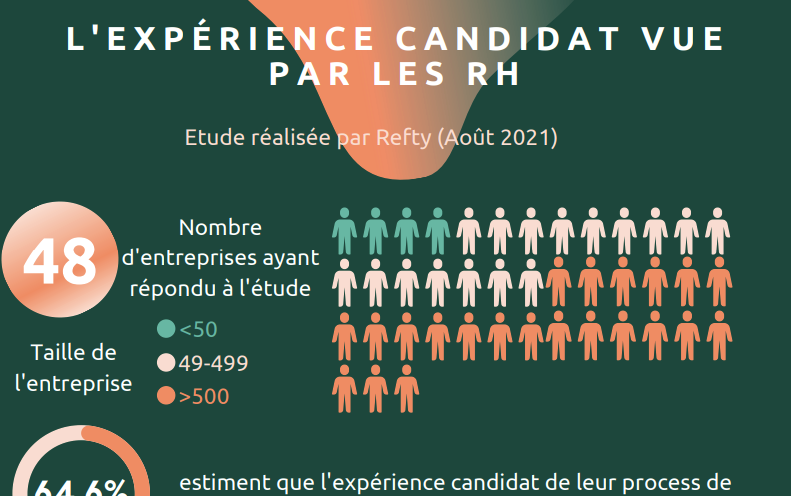 L'EXPÉRIENCE CANDIDAT VUE
PAR LES RH
Etude réalisée par Refty (Août 2021)
48
Nombre
d'entreprises ayant
répondu à l'étude
Taille de
l'entreprise
<50
49-499
>500
64,6%
estiment que l'expérience candidat de leur process de